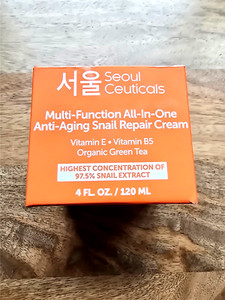 서울 Seoul
Ceuticals
Multi-Function All-In-One
Anti-Aging Snail Repair Cream
Vitamin E • Vitamin B5
Organic Green Tea
HIGHEST CONCENTRATION OF
97.5% SNAIL EXTRACT
4 FL. OZ. / 120 ML